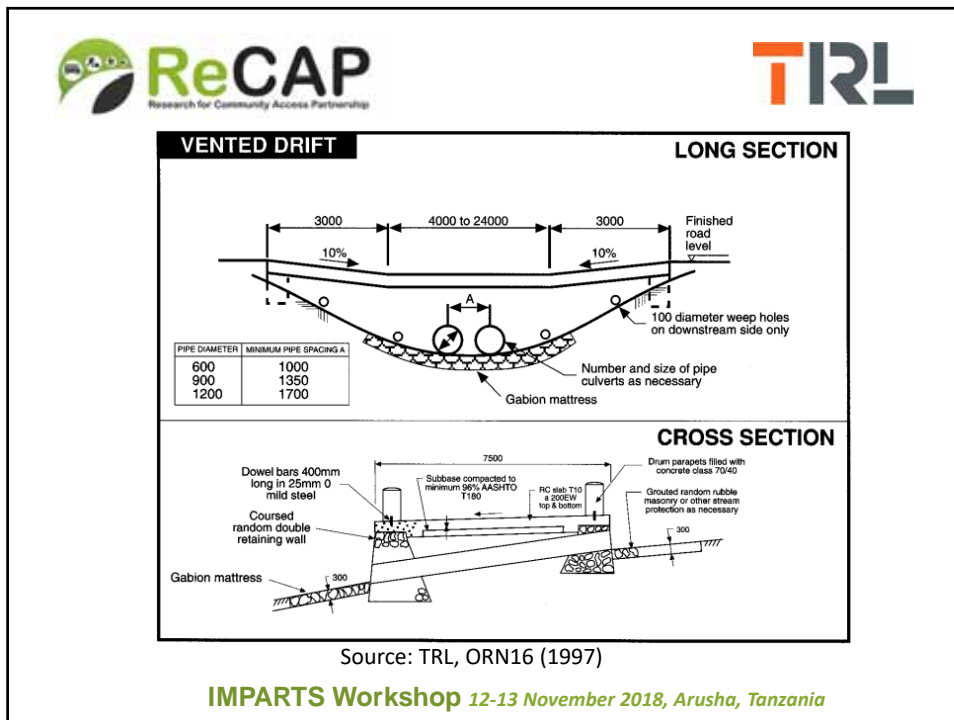 ReCAP
Research for Community Access Partnership
TRL
VENTED DRIFT
LONG SECTION
3000
4000 to 24000
3000
Finished
road
level
10%
10%
A
100 diameter weep holes
on downstream side only
PIPE DIAMETER
MINIMUM PIPE SPACING A
600
1000
900
1350
1200
1700
Number and size of pipe
culverts as necessary
Gabion mattress
CROSS SECTION
7500
Dowel bars 400mm
long in 25mm 0
mild steel
Subbase compacted to
minimum 96% AASHTO
T180
RC slab T10
a 200EW
top & bottom
Drum parapets filled with
concrete class 70/40
Grouted random rubble
masonry or other stream
protection as necessary
Coursed
random double
retaining wall
300
Gabion mattress
300
Source: TRL, ORN16 (1997)
IMPARTS Workshop 12-13 November 2018, Arusha, Tanzania